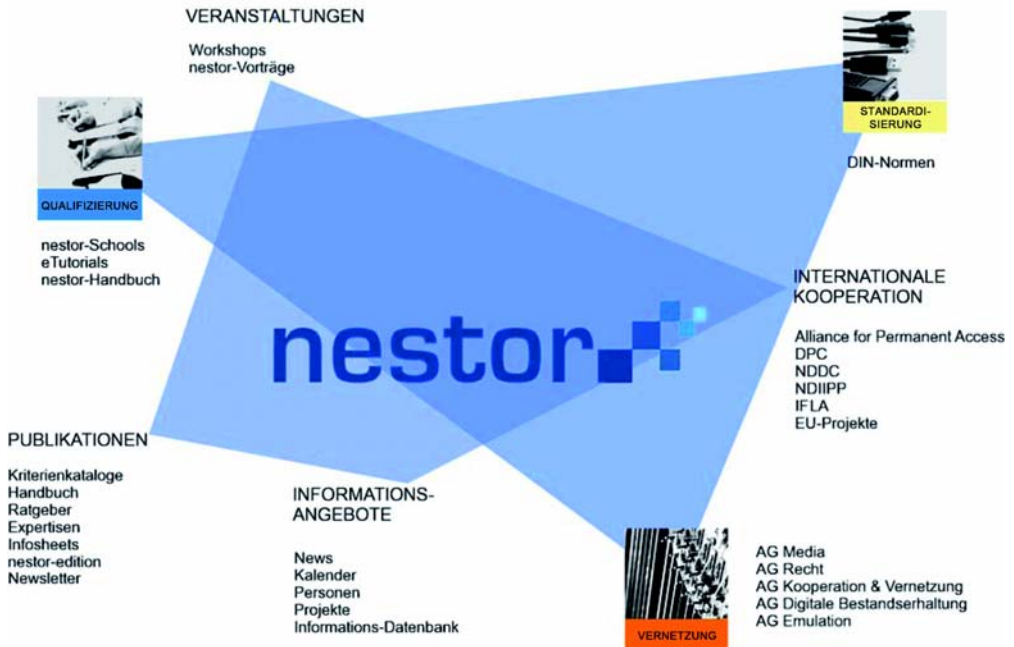 VERANSTALTUNGEN
Workshops
nestor-Vorträge
STANDARDI-
SIERUNG
DIN-Normen
QUALIFIZIERUNG
nestor-Schools
eTutorials
nestor-Handbuch
INTERNATIONALE
KOOPERATION
Alliance for Permanent Access
DPC
NDDC
NDIIPP
IFLA
EU-Projekte
nestor
PUBLIKATIONEN
Kriterienkataloge
Handbuch
Ratgeber
Expertisen
Infosheets
nestor-edition
Newsletter
INFORMATIONS-
ANGEBOTE
News
Kalender
Personen
Projekte
Informations-Datenbank
VERNETZUNG
AG Media
AG Recht
AG Kooperation & Vernetzung
AG Digitale Bestandserhaltung
AG Emulation